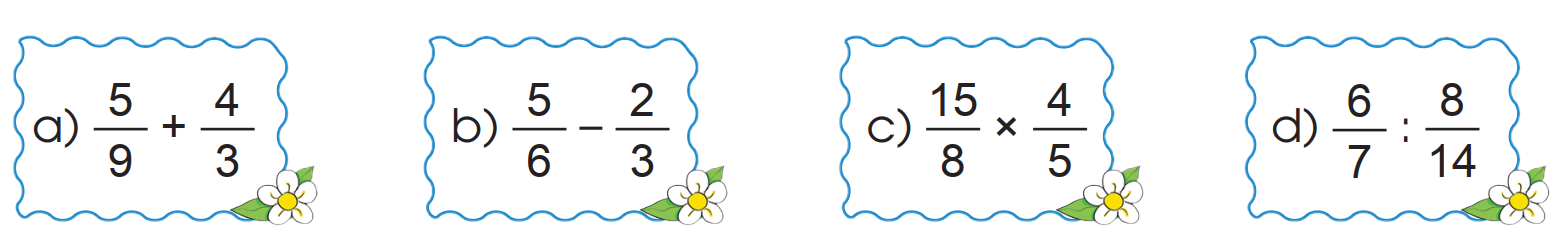 a) 5/9 + 4/3
b) 5/6 – 2/3
c) 15/8 × 4/5
d) 6/7 : 8/14